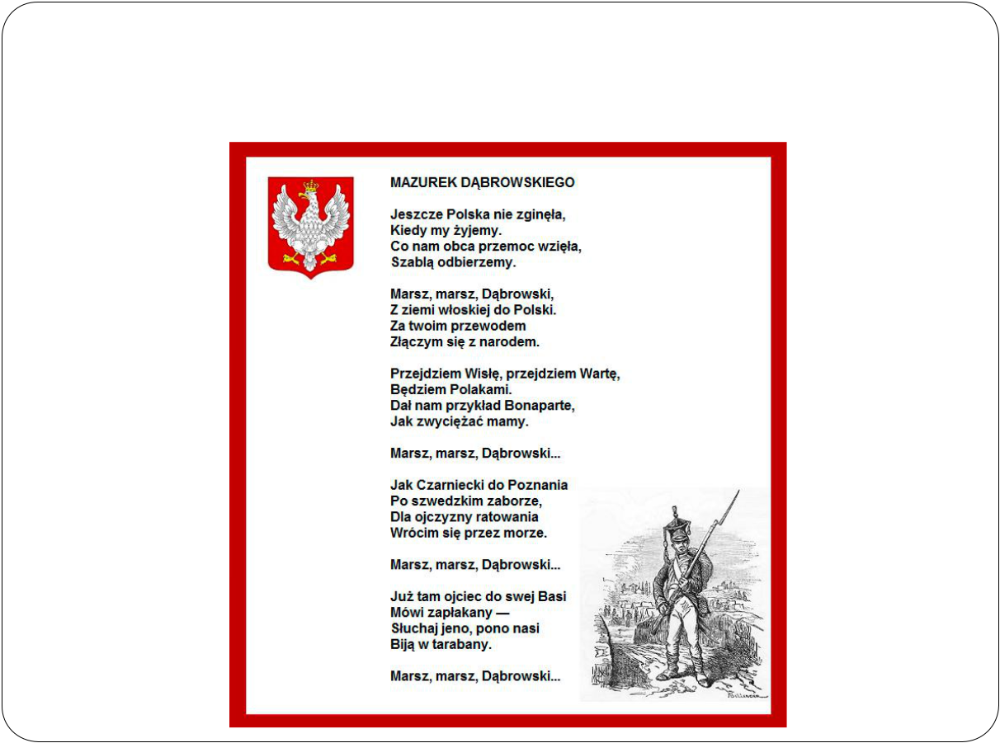 MAZUREK DĄBROWSKIEGO
Jeszcze Polska nie zginęła,
Kiedy my żyjemy.
Co nam obca przemoc wzięła,
Szablą odbierzemy.
Marsz, marsz, Dąbrowski,
Z ziemi włoskiej do Polski.
Za twoim przewodem
Złączym się z narodem.
Przejdziem Wisłę, przejdziem Wartę,
Będziem Polakami.
Dał nam przykład Bonaparte,
Jak zwyciężać mamy.
Marsz, marsz, Dąbrowski...
Jak Czarniecki do Poznania
Po szwedzkim zaborze,
Dla ojczyzny ratowania
Wrócim się przez morze.
Marsz, marsz, Dąbrowski...
Już tam ojciec do swej Basi
Mówi zapłakany —
Słuchaj jeno, pono nasi
Biją w tarabany.
Marsz, marsz, Dąbrowski...